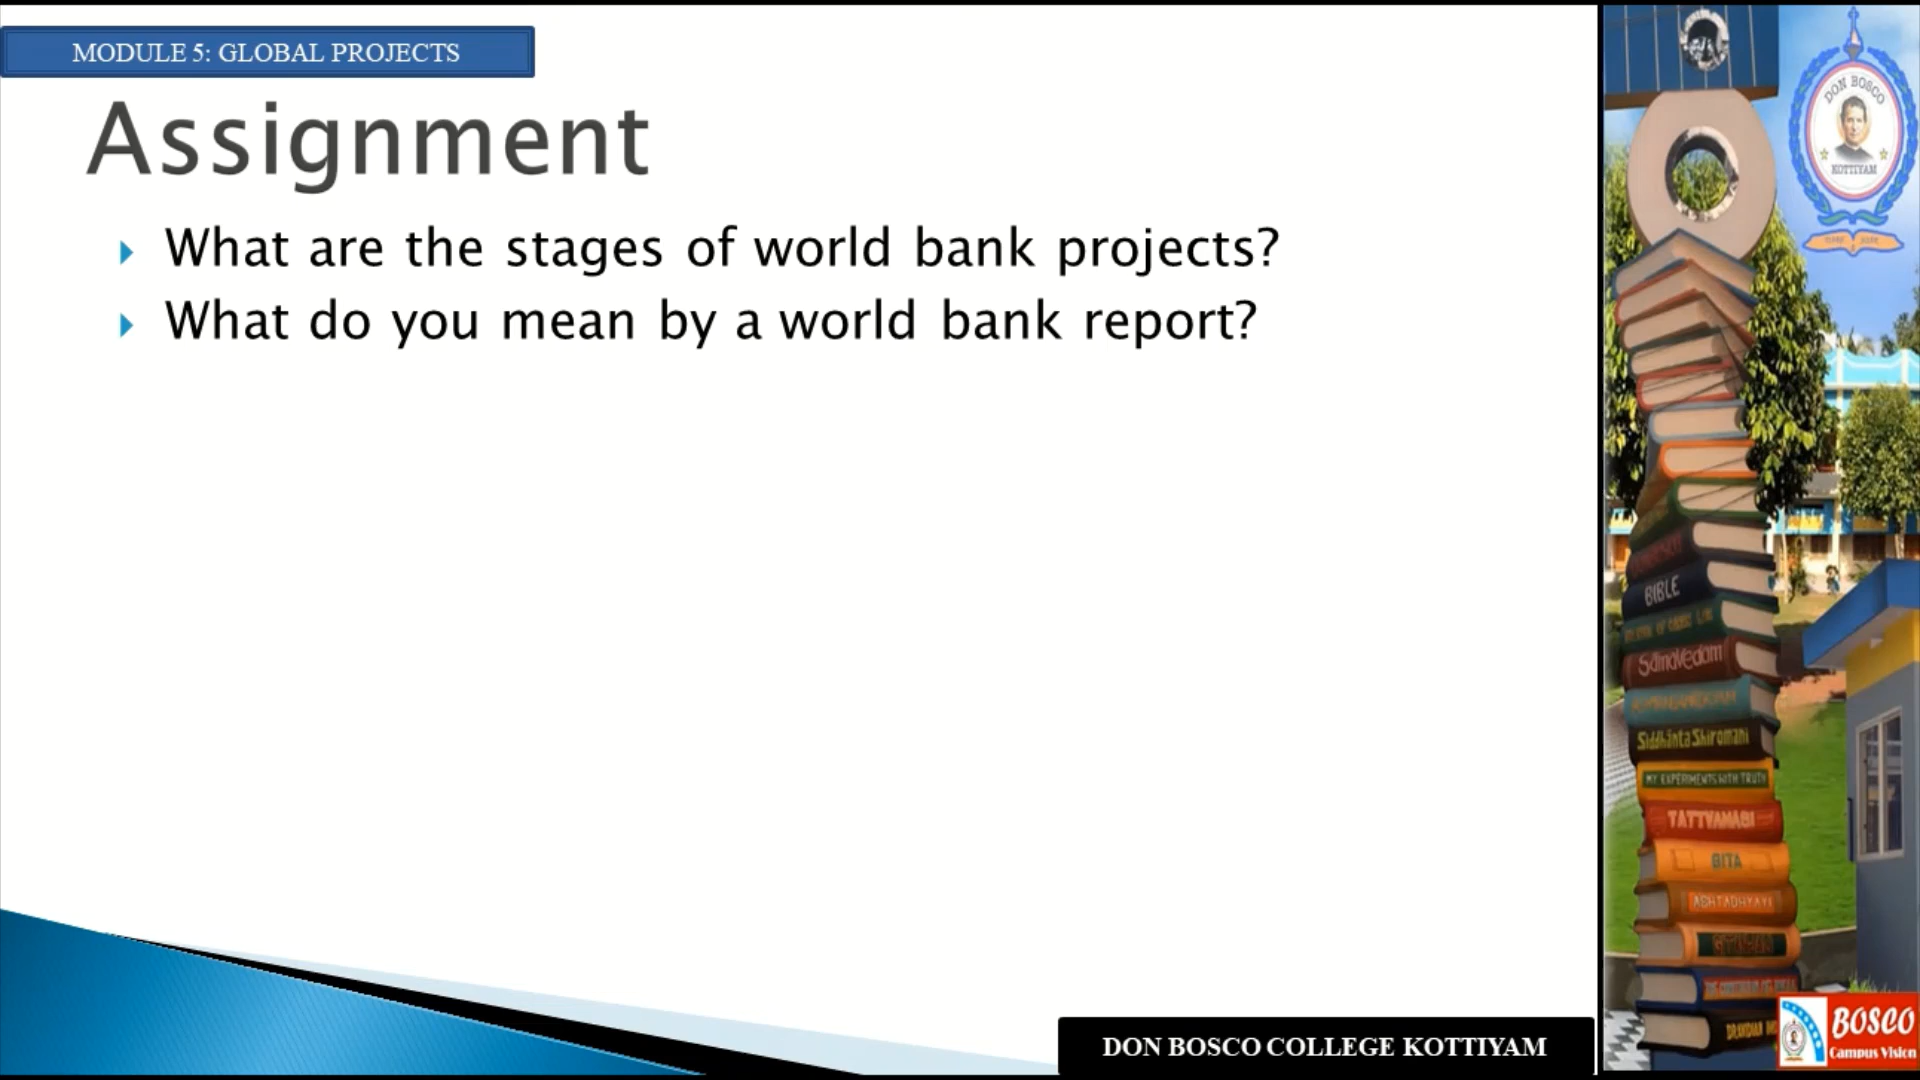 MODULE 5: GLOBAL PROJECTS
Assignment
What are the stages of world bank projects?
What do you mean by a world bank report?
DON BOSCO COLLEGE KOTTIYAM
DON BOSCO
KOTTIYAM
BIBLE
SamaVedam
Siddhanta Shiromani
MY EXPERIMENTS WITH TRUTH
TATTVAMASI
GITA
ASHTADHYAYI
BOSCO
Campus Vision